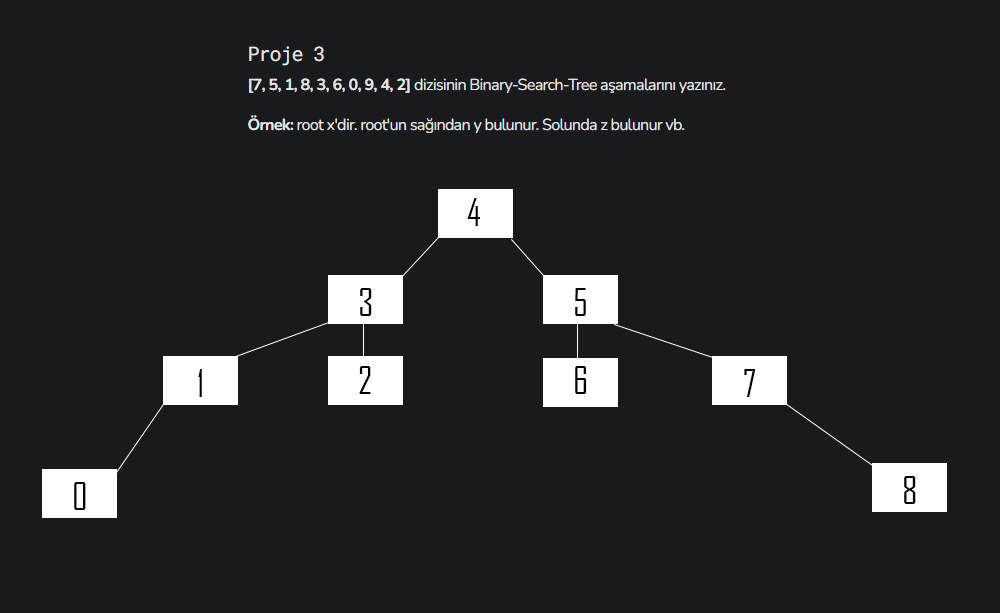 Proje 3
[7, 5, 1, 8, 3, 6, 0, 9, 4, 2] dizisinin Binary-Search-Tree aşamalarını yazınız.
Örnek: root x'dir. root'un sağından y bulunur. Solunda z bulunur vb.
4
3 5
1 2 6 7
0 8